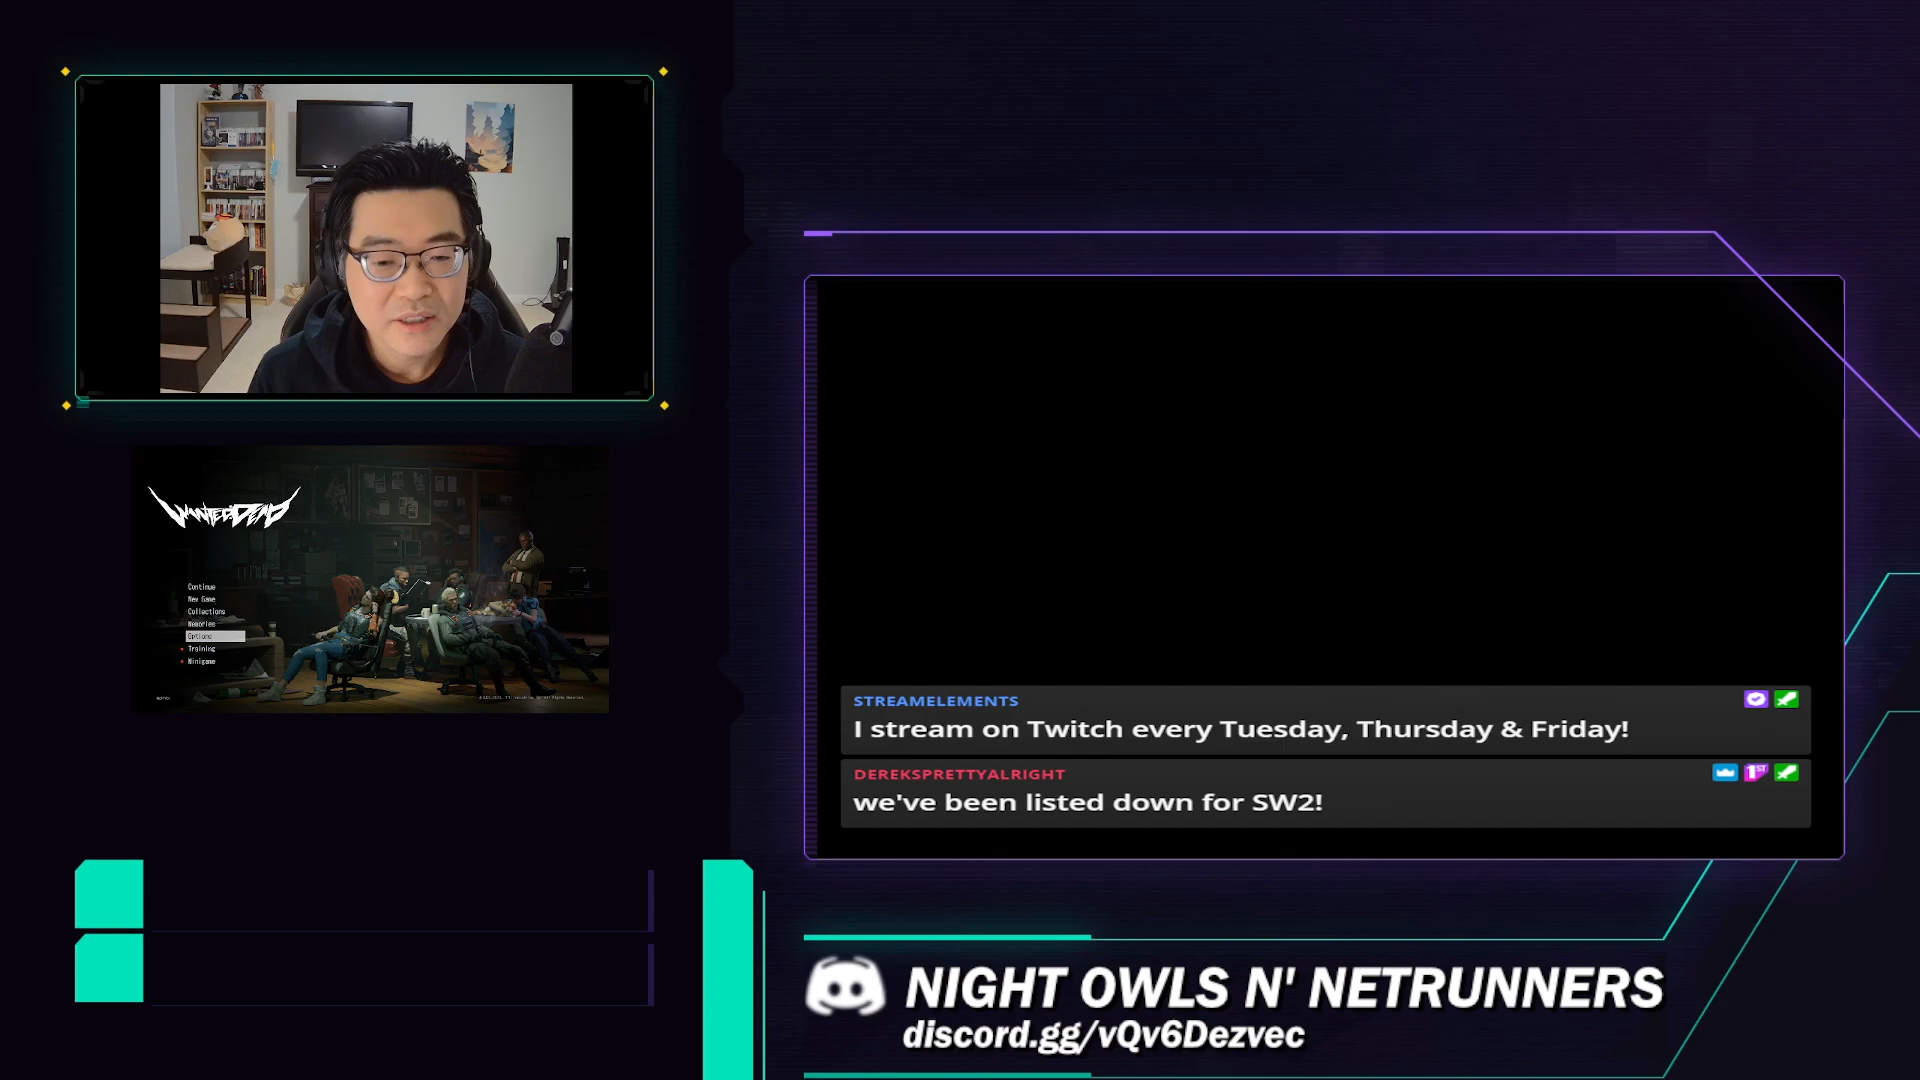 WANTED: DEAD
Continue
New Game
Collections
Memories
Options
Training
Minigame
STREAMELEMENTS
I stream on Twitch every Tuesday, Thursday & Friday!
DEREKSPRETTYALRIGHT
1ST
we've been listed down for SW2!
NIGHT OWLS N' NETRUNNERS
discord.gg/vQv6Dezvec